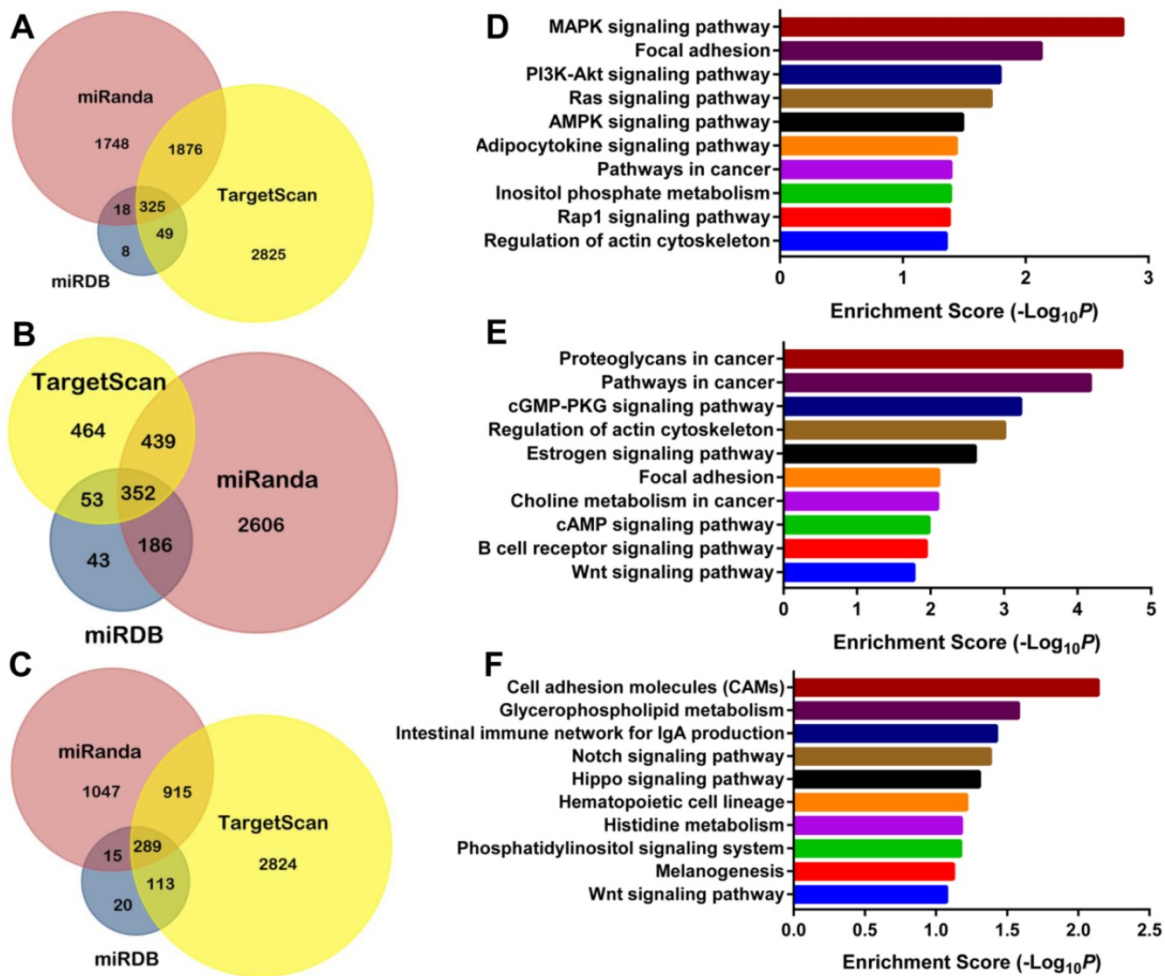 A
miRanda
1748
1876
TargetScan
18
325
49
8
2825
miRDB
B
TargetScan
464
439
miRanda
53
352
2606
43
186
miRDB
C
miRanda
1047
915
TargetScan
15
289
2824
113
20
miRDB
D
MAPK signaling pathway
Focal adhesion
PI3K-Akt signaling pathway
Ras signaling pathway
AMPK signaling pathway
Adipocytokine signaling pathway
Pathways in cancer
Inositol phosphate metabolism
Rap1 signaling pathway
Regulation of actin cytoskeleton
0 1 2 3
Enrichment Score (-Log10P)
E
Proteoglycans in cancer
Pathways in cancer
cGMP-PKG signaling pathway
Regulation of actin cytoskeleton
Estrogen signaling pathway
Focal adhesion
Choline metabolism in cancer
cAMP signaling pathway
B cell receptor signaling pathway
Wnt signaling pathway
0 1 2 3 4 5
Enrichment Score (-Log10P)
F
Cell adhesion molecules (CAMs)
Glycerophospholipid metabolism
Intestinal immune network for IgA production
Notch signaling pathway
Hippo signaling pathway
Hematopoietic cell lineage
Histidine metabolism
Phosphatidylinositol signaling system
Melanogenesis
Wnt signaling pathway
0.0 0.5 1.0 1.5 2.0 2.5
Enrichment Score (-Log10P)